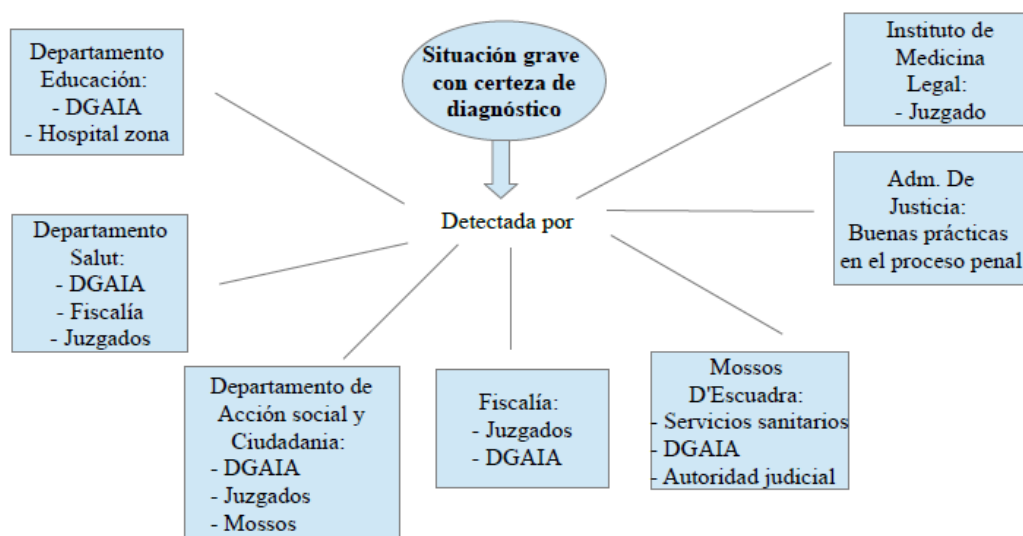 Situación grave
con certeza de
diagnóstico
Detectada por
Departamento
Educación:
- DGAIA
- Hospital zona
Departamento
Salut:
- DGAIA
- Fiscalía
- Juzgados
Departamento de
Acción social y
Ciudadania:
- DGAIA
- Juzgados
- Mossos
Fiscalía:
- Juzgados
- DGAIA
Mossos
D'Escuadra:
- Servicios sanitarios
- DGAIA
- Autoridad judicial
Adm. De
Justicia:
Buenas prácticas
en el proceso penal
Instituto de
Medicina
Legal:
- Juzgado